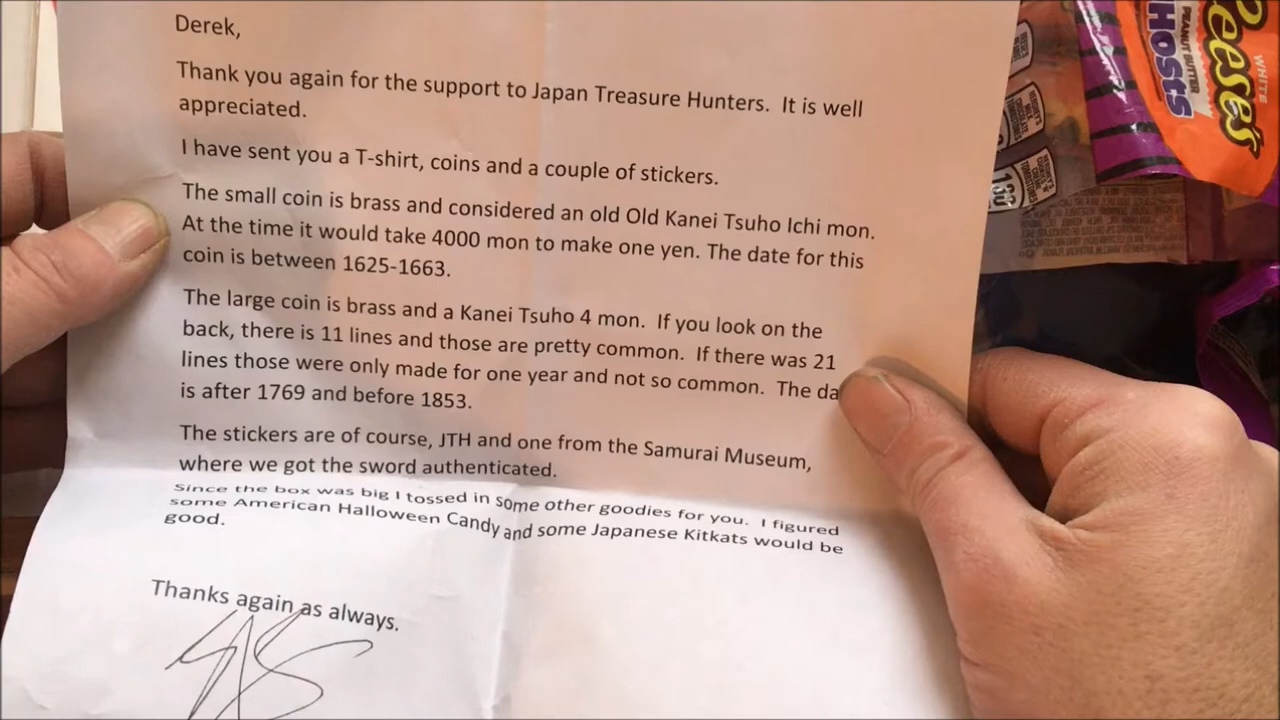 Derek,
Thank you again for the support to Japan Treasure Hunters. It is well
appreciated.
I have sent you a T-shirt, coins and a couple of stickers.
The small coin is brass and considered an old Old Kanei Tsuho Ichi mon.
At the time it would take 4000 mon to make one yen. The date for this
coin is between 1625-1663.
The large coin is brass and a Kanei Tsuho 4 mon. If you look on the
back, there is 11 lines and those are pretty common. If there was 21
lines those were only made for one year and not so common. The da
is after 1769 and before 1853.
The stickers are of course, JTH and one from the Samurai Museum,
where we got the sword authenticated.
Since the box was big I tossed in some other goodies for you. I figured
some American Halloween Candy and some Japanese Kitkats would be
good.
Thanks again as always.
WHITE
Reese's
PEANUT BUTTER
HOSTS
130